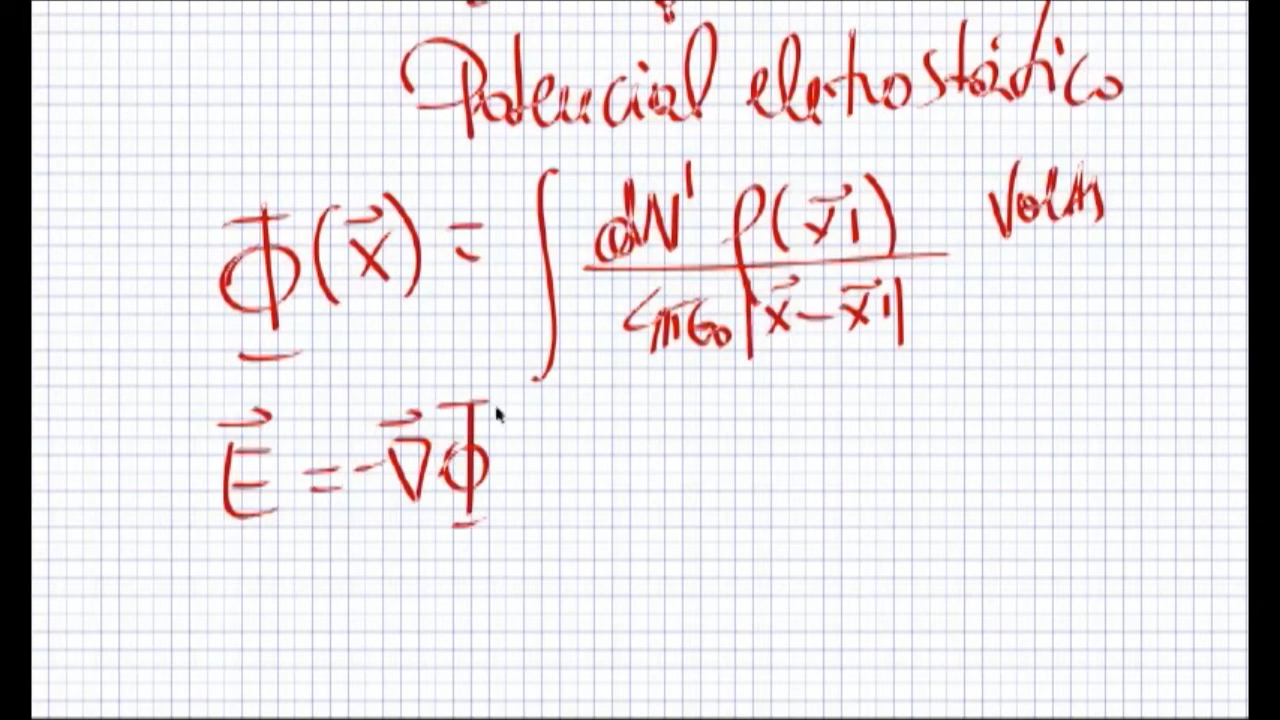 Potencial eletrostático
Φ(x⃗) = ∫ dV' ρ(x⃗') / 4πε₀|x⃗ - x⃗'| Volts
E⃗ = -∇⃗Φ